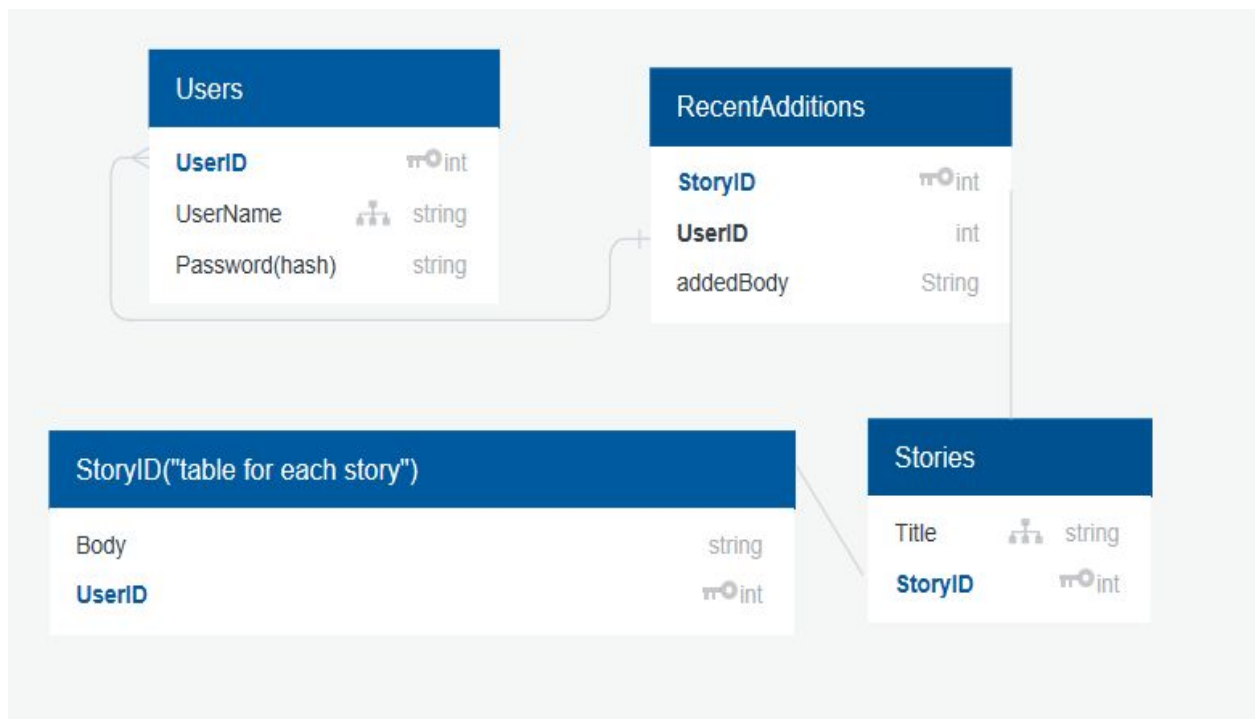 Users
UserID int
UserName string
Password(hash) string
RecentAdditions
StoryID int
UserID int
addedBody String
StoryID("table for each story")
Body string
UserID int
Stories
Title string
StoryID int